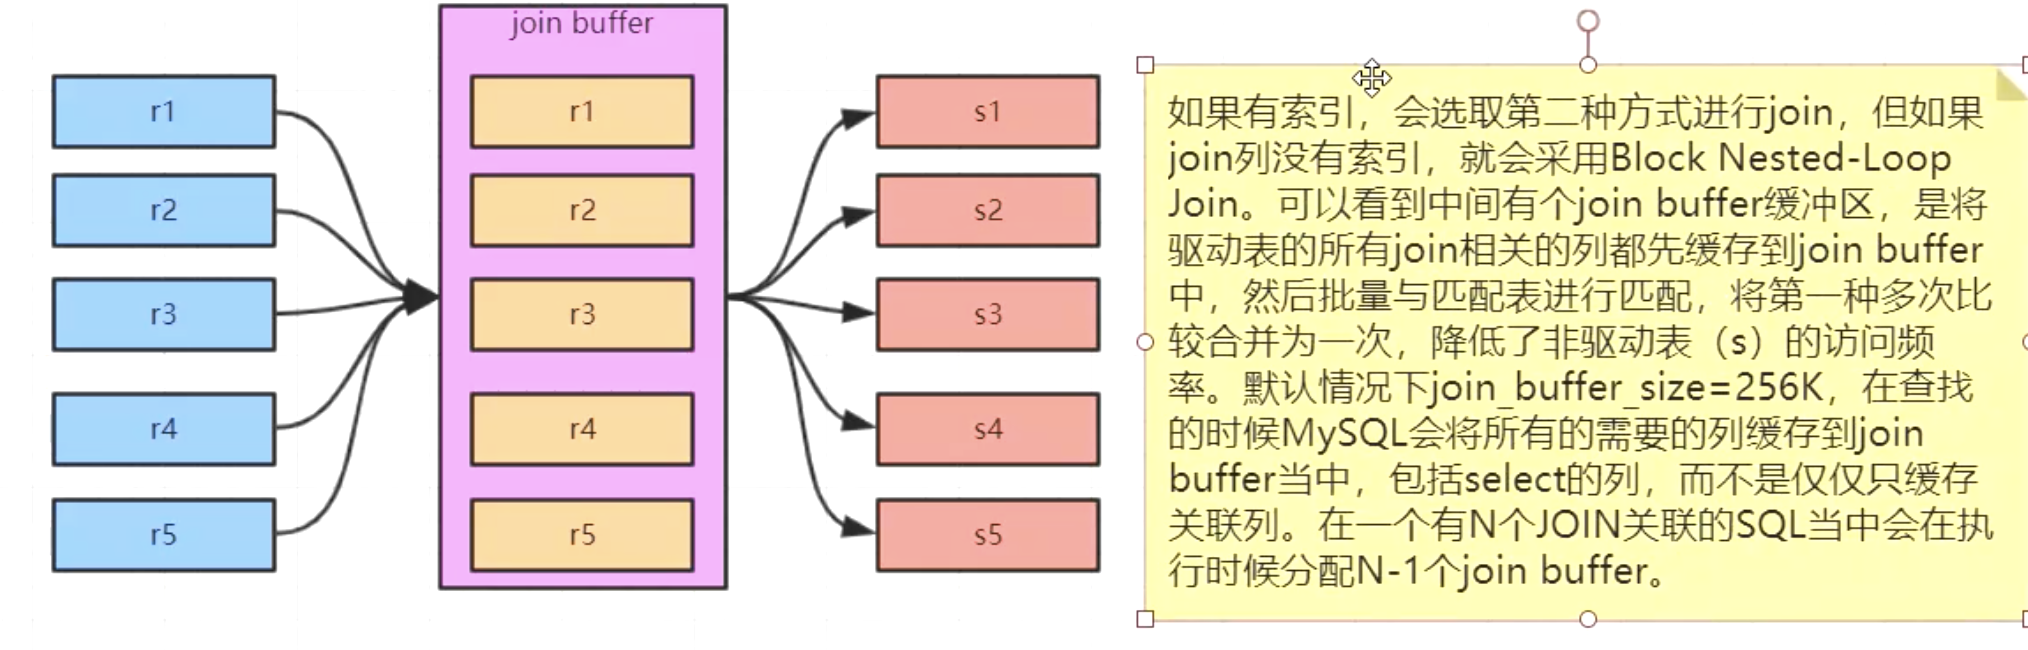 join buffer
r1
r1
s1
r2
r2
s2
r3
r3
s3
r4
r4
s4
r5
r5
s5
如果有索引，会选取第二种方式进行join，但如果
join列没有索引，就会采用Block Nested-Loop
Join。可以看到中间有个join buffer缓冲区，是将
驱动表的所有join相关的列都先缓存到join buffer
中，然后批量与匹配表进行匹配，将第一种多次比
较合并为一次，降低了非驱动表（s）的访问频
率。默认情况下join_buffer_size=256K，在查找
的时候MySQL会将所有的需要的列缓存到join
buffer当中，包括select的列，而不是仅仅只缓存
关联列。在一个有N个JOIN关联的SQL当中会在执
行时候分配N-1个join buffer。